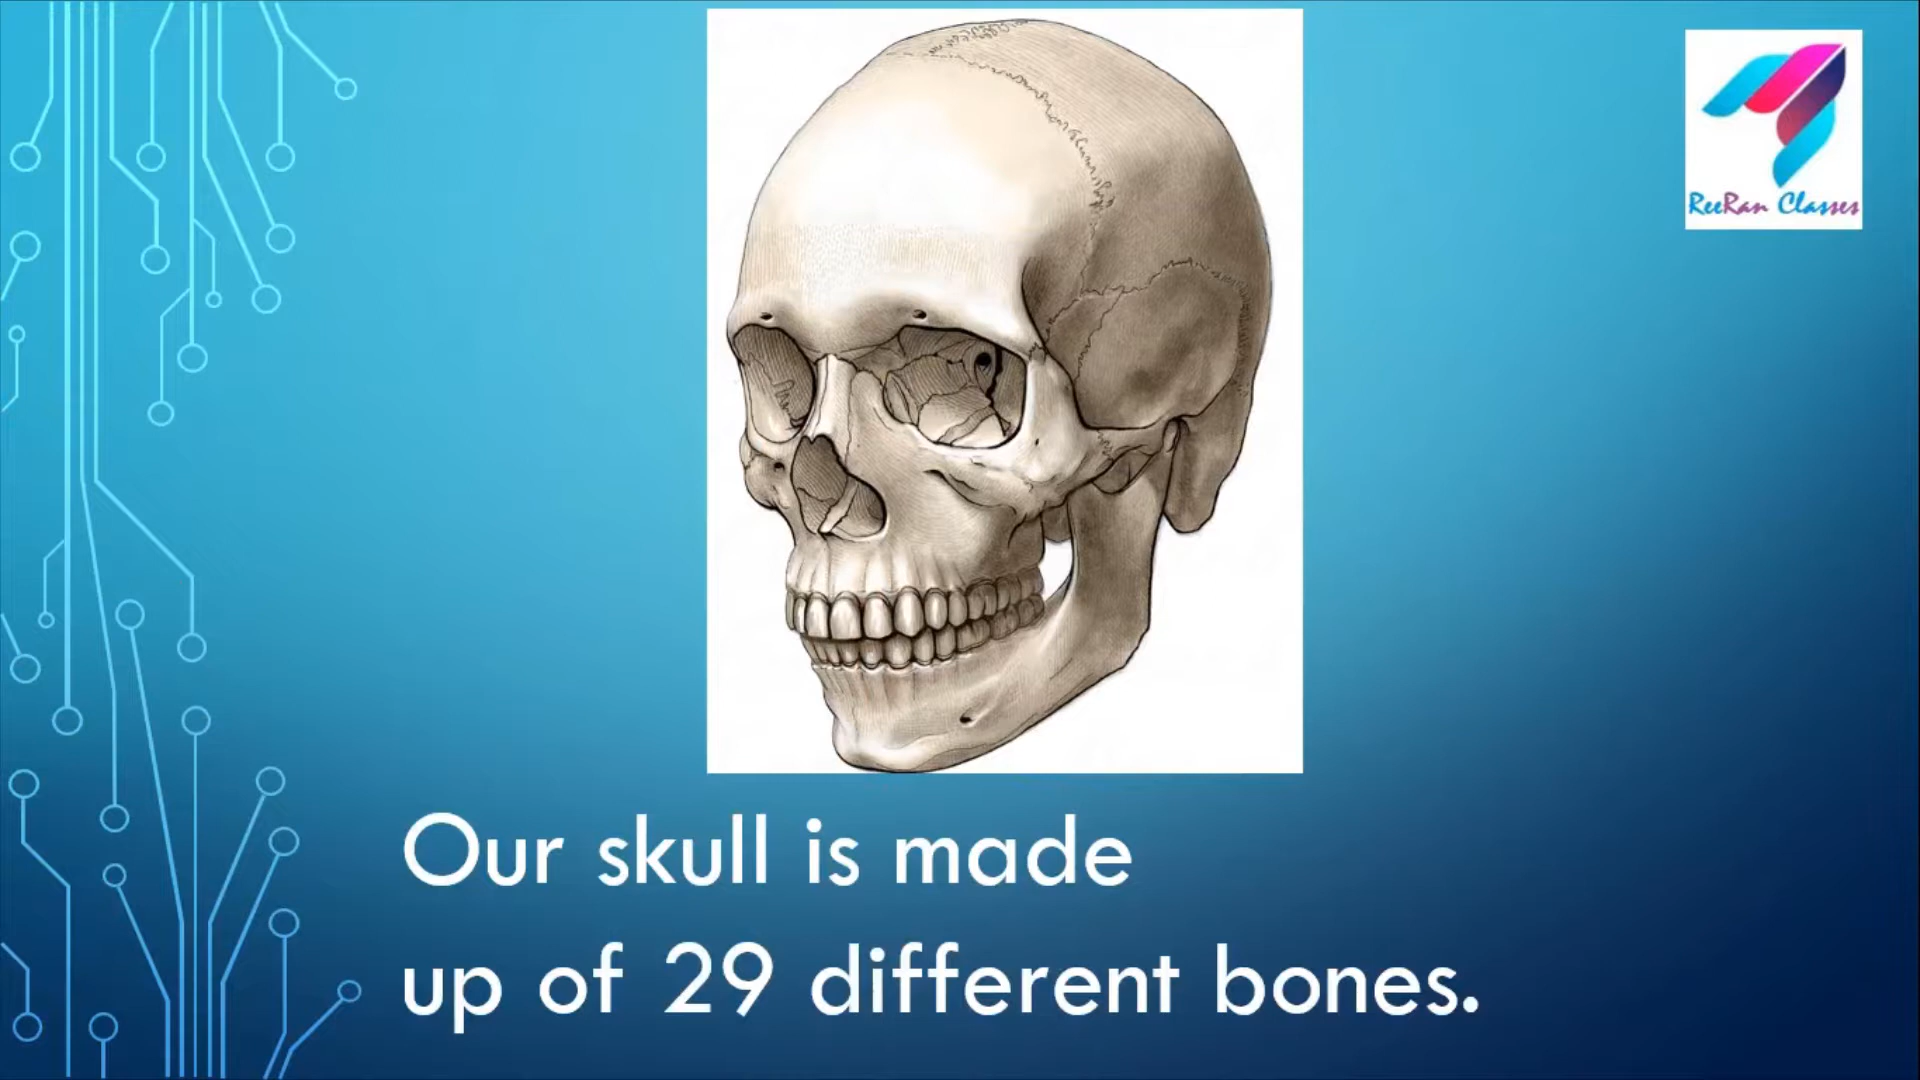 ReeRan Classes
Our skull is made
up of 29 different bones.